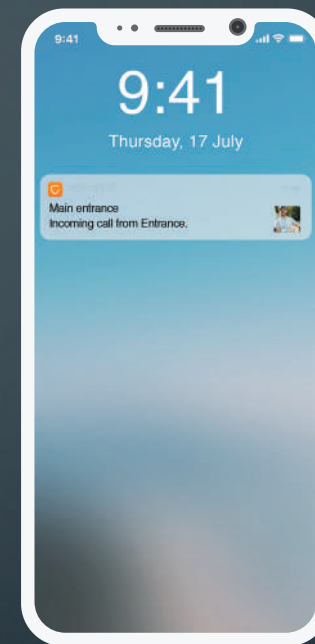 9:41
9:41
Thursday, 17 July
Main entrance
Incoming call from Entrance.